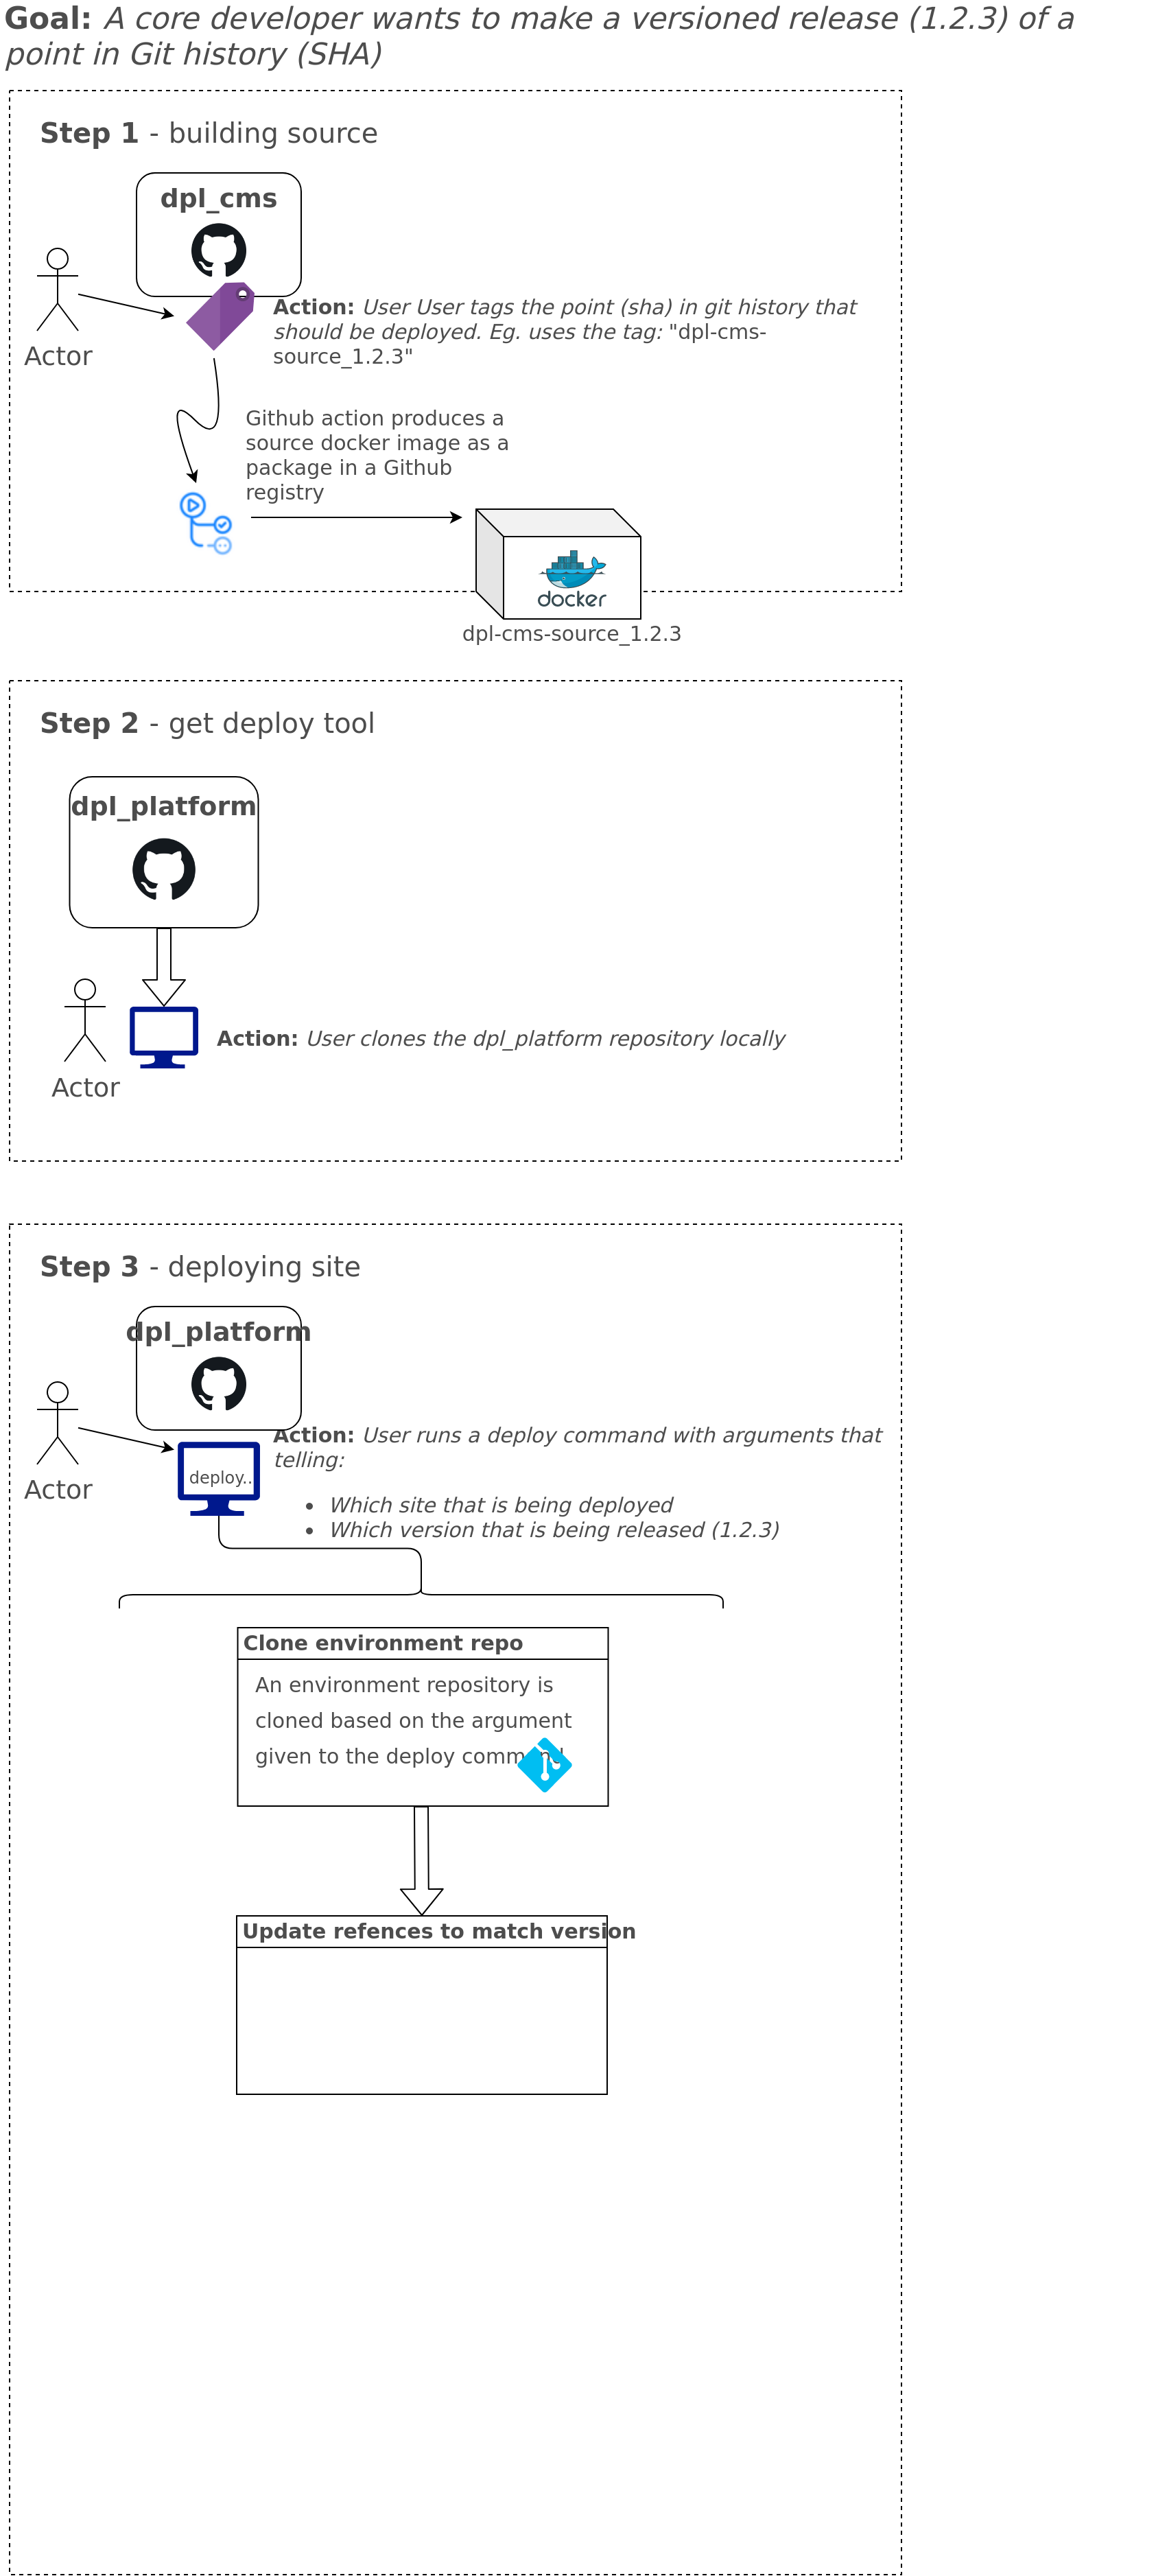 Goal: A core developer wants to make a versioned release (1.2.3) of a
point in Git history (SHA)
Step 1 - building source
dpl_cms
Actor
Action: User User tags the point (sha) in git history that
should be deployed. Eg. uses the tag: "dpl-cms-
source_1.2.3"
Github action produces a
source docker image as a
package in a Github
registry
docker
dpl-cms-source_1.2.3
Step 2 - get deploy tool
dpl_platform
Actor
Action: User clones the dpl_platform repository locally
Step 3 - deploying site
dpl_platform
Actor
deploy..
Action: User runs a deploy command with arguments that
telling:
• Which site that is being deployed
• Which version that is being released (1.2.3)
Clone environment repo
An environment repository is
cloned based on the argument
given to the deploy command
Update refences to match version